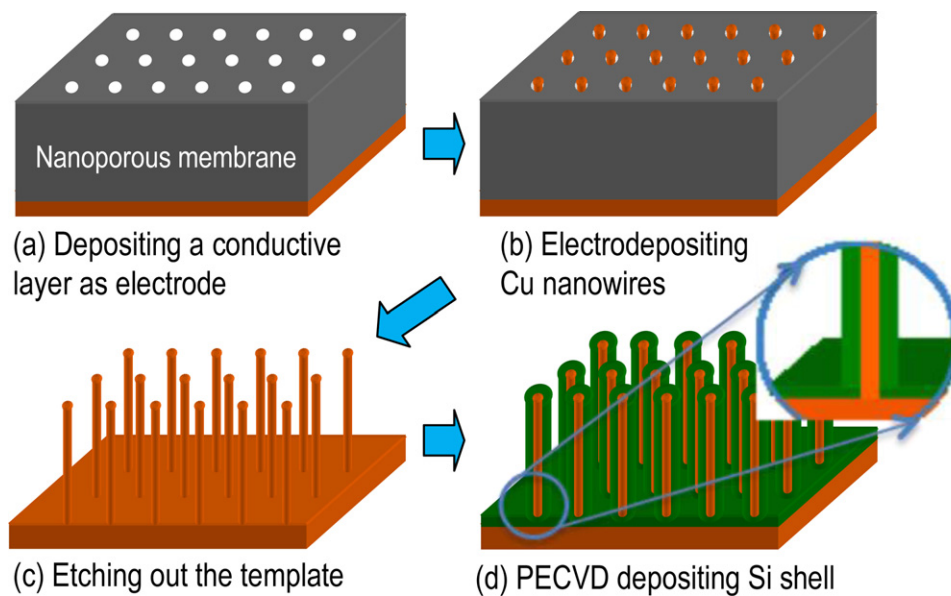 Nanoporous membrane
(a) Depositing a conductive
layer as electrode
(b) Electrodepositing
Cu nanowires
(c) Etching out the template
(d) PECVD depositing Si shell